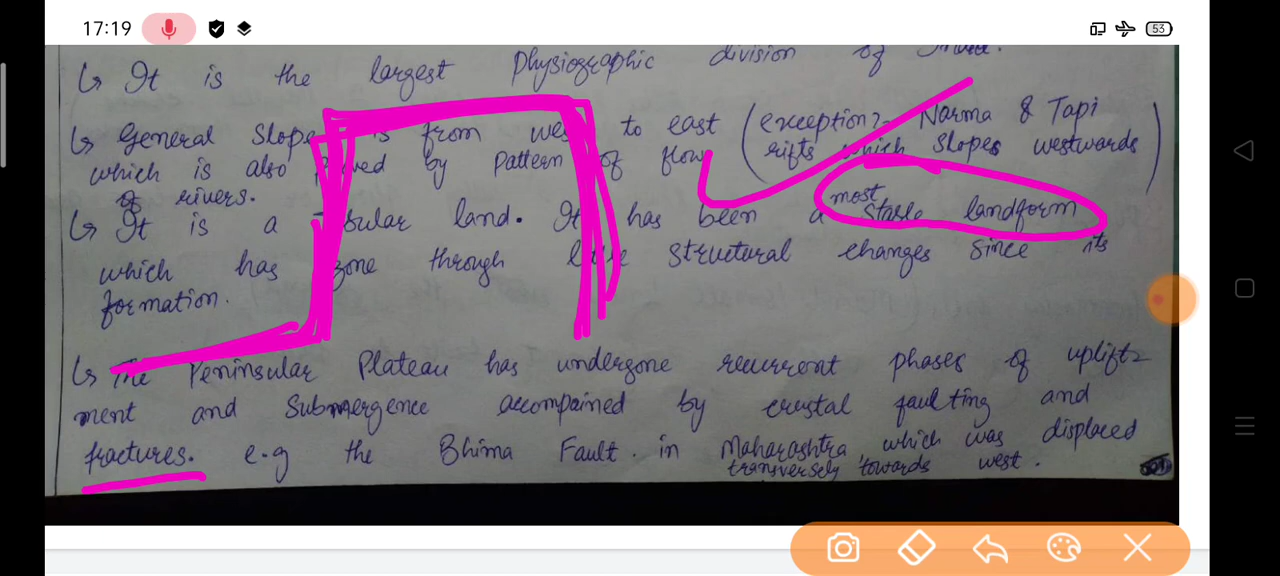 17:19
53
↳ It is the largest Physiographic division of India.
↳ General Slope is from west to east (exception:- Narma & Tapi
rifts which Slopes westwards)
which is also proved by Pattern of flow
of rivers.
↳ It is a Tabular land. It has been a most stable landform
which has gone through little structural changes since its
formation.
↳ The Peninsular Plateau has undergone recurrent phases of uplift=
ment and Submergence accompained by crustal faulting and
fractures. e.g the Bhima Fault. in Maharashtra which was displaced
transversely towards west.